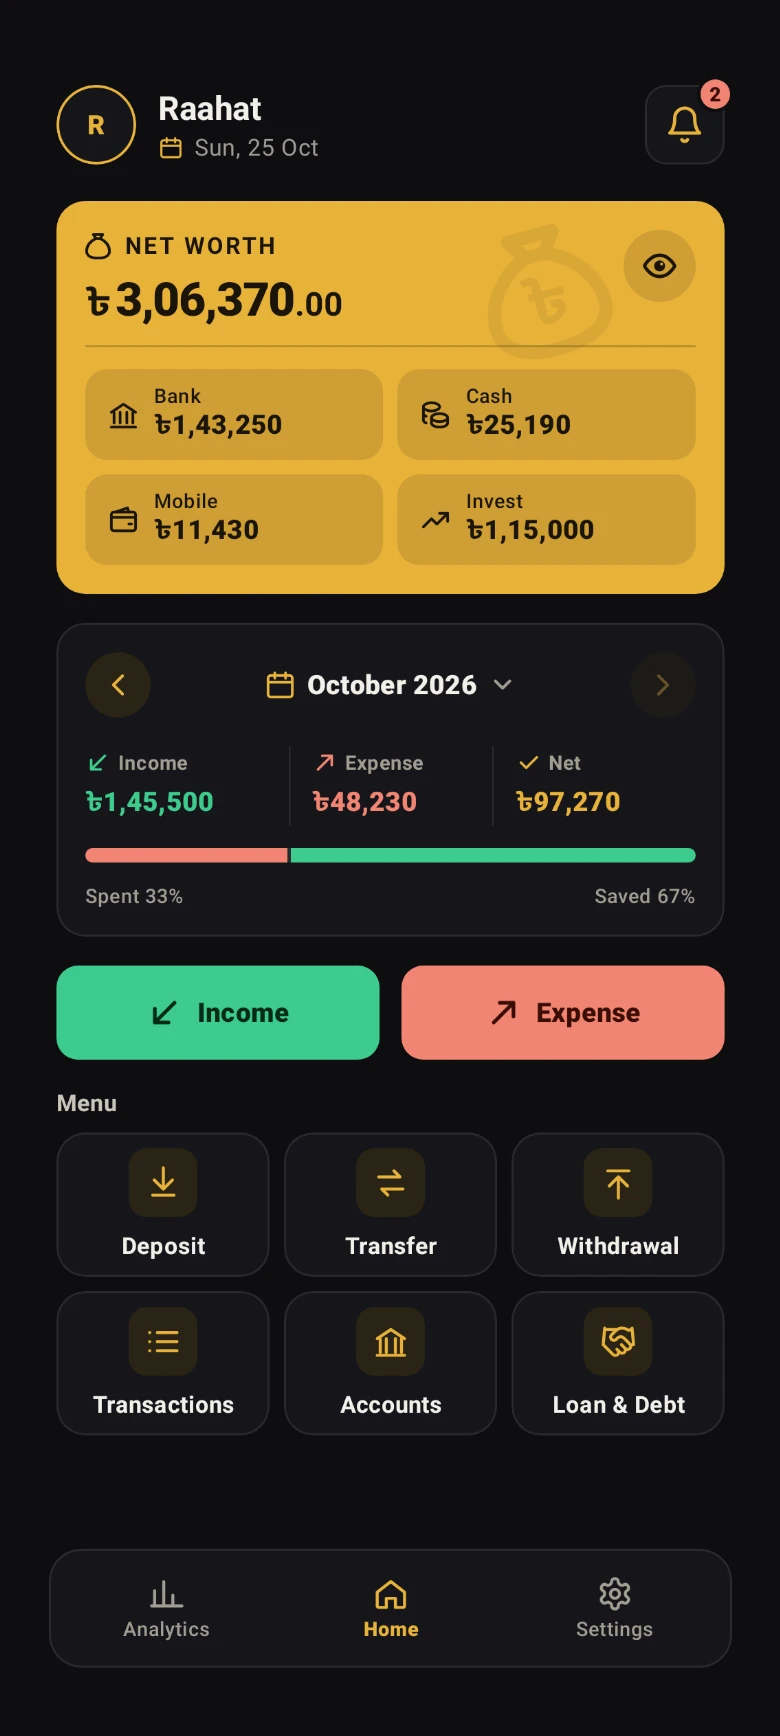 R
Raahat
Sun, 25 Oct
2
NET WORTH
৳3,06,370.00
৳
Bank
৳1,43,250
Cash
৳25,190
Mobile
৳11,430
Invest
৳1,15,000
October 2026
Income
৳1,45,500
Expense
৳48,230
Net
৳97,270
Spent 33%
Saved 67%
Income
Expense
Menu
Deposit
Transfer
Withdrawal
Transactions
Accounts
Loan & Debt
Analytics
Home
Settings